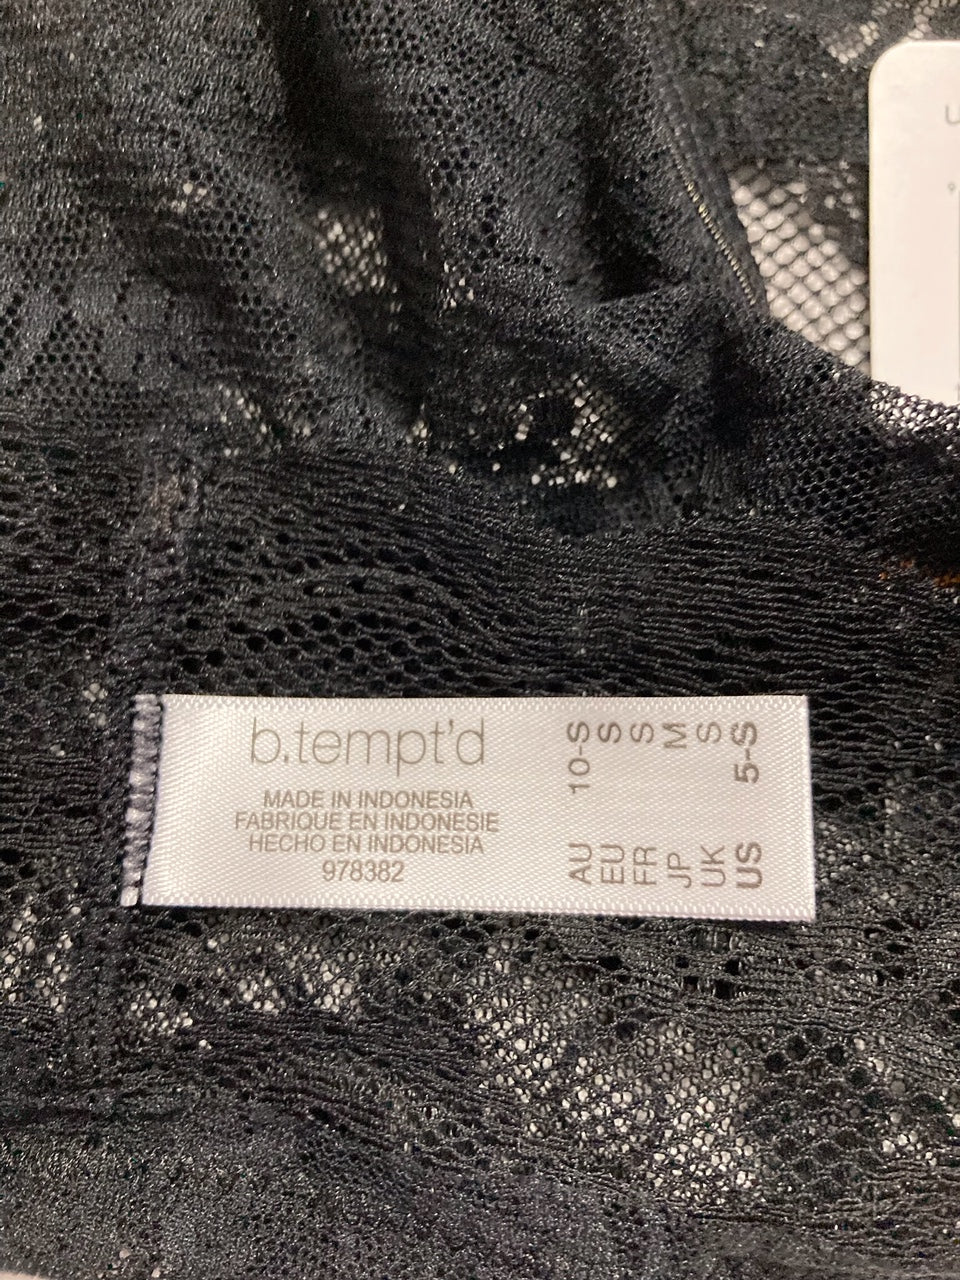 b.tempt'd
MADE IN INDONESIA
FABRIQUE EN INDONESIE
HECHO EN INDONESIA
978382
AU 10-S
EU S
FR S
JP M
UK S
US 5-S